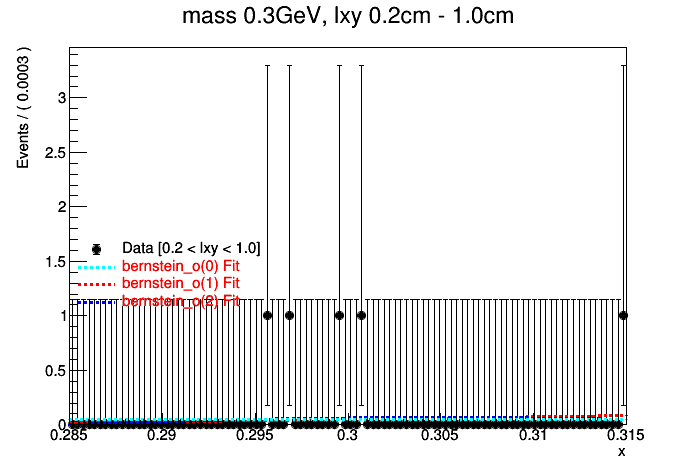 mass 0.3GeV, lxy 0.2cm - 1.0cm
Events / ( 0.0003 )
3
2.5
2
1.5
1
0.5
0
Data [0.2 < lxy < 1.0]
bernstein_o(0) Fit
bernstein_o(1) Fit
bernstein_o(2) Fit
0.285 0.29 0.295 0.3 0.305 0.31 0.315
x